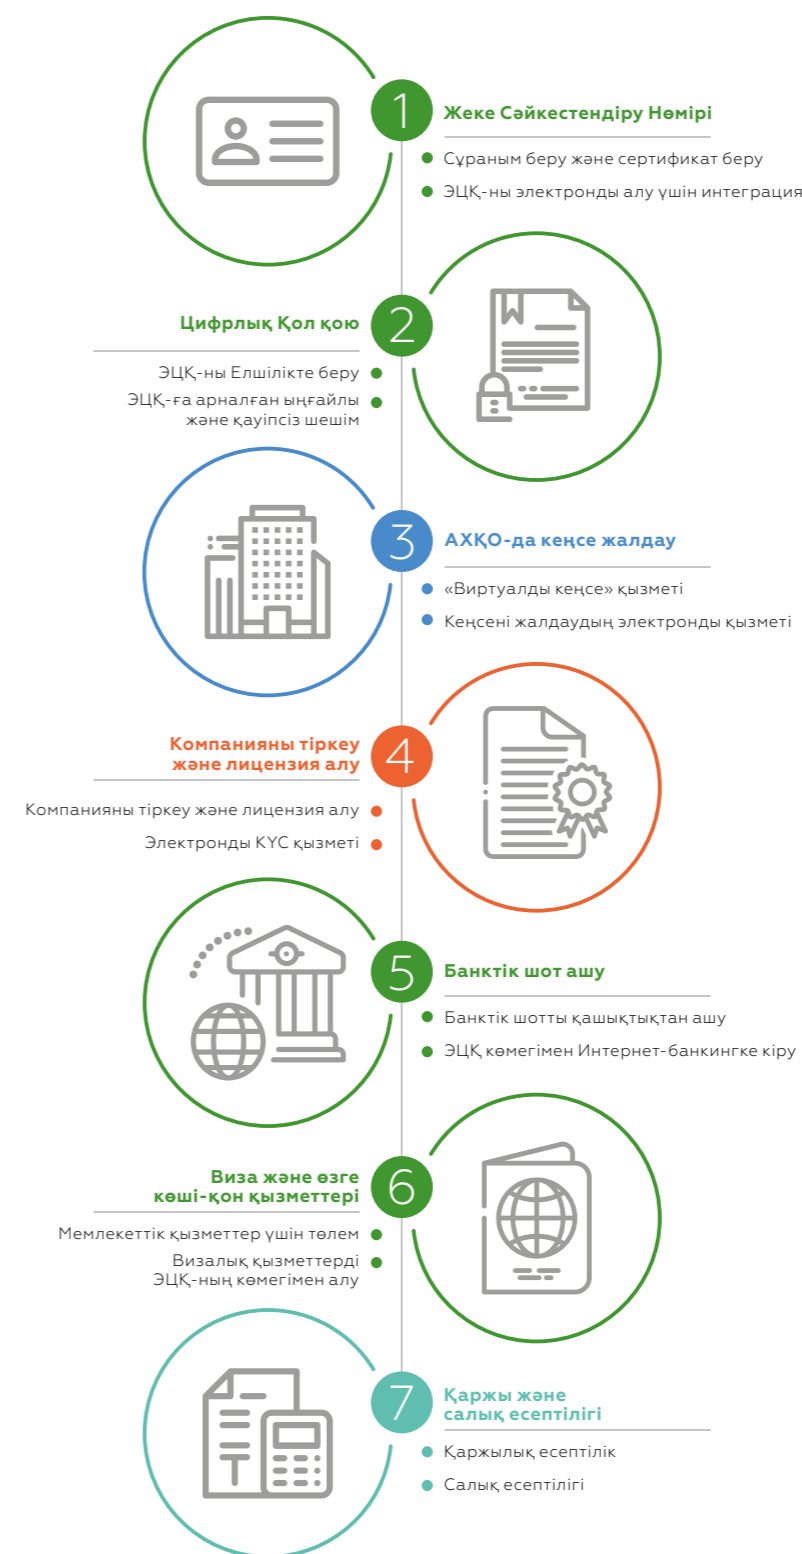 1
Жеке Сәйкестендіру Нөмірі
Сұраным беру және сертификат беру
ЭЦҚ-ны электронды алу үшін интеграция
2
Цифрлық Қол қою
ЭЦҚ-ны Елшілікте беру
ЭЦҚ-ға арналған ыңғайлы
және қауіпсіз шешім
3
АХҚО-да кеңсе жалдау
«Виртуалды кеңсе» қызметі
Кеңсені жалдаудың электронды қызметі
4
Компанияны тіркеу
және лицензия алу
Компанияны тіркеу және лицензия алу
Электронды KYC қызметі
5
Банктік шот ашу
Банктік шотты қашықтықтан ашу
ЭЦҚ көмегімен Интернет-банкингке кіру
6
Виза және өзге
көші-қон қызметтері
Мемлекеттік қызметтер үшін төлем
Визалық қызметтерді
ЭЦҚ-ның көмегімен алу
7
Қаржы және
салық есептілігі
Қаржылық есептілік
Салық есептілігі